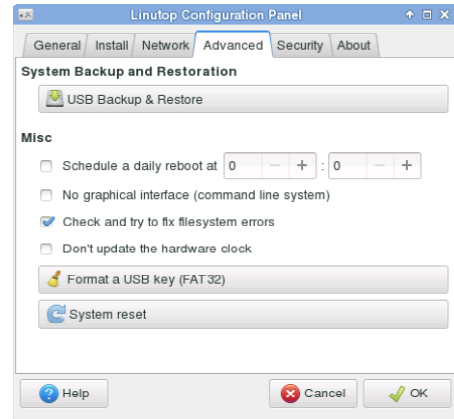 Linutop Configuration Panel
General Install Network Advanced Security About
System Backup and Restoration
USB Backup & Restore
Misc
Schedule a daily reboot at 0 − + : 0 − +
No graphical interface (command line system)
Check and try to fix filesystem errors
Don't update the hardware clock
Format a USB key (FAT32)
System reset
Help Cancel OK